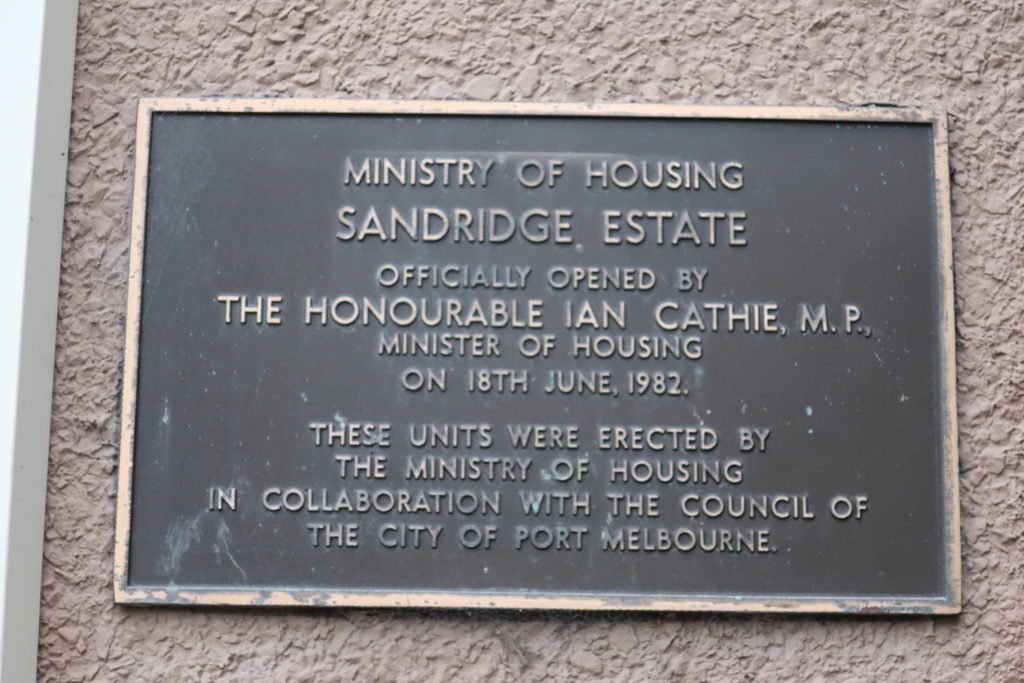 MINISTRY OF HOUSING
SANDRIDGE ESTATE
OFFICIALLY OPENED BY
THE HONOURABLE IAN CATHIE, M.P.,
MINISTER OF HOUSING
ON 18TH JUNE, 1982.
THESE UNITS WERE ERECTED BY
THE MINISTRY OF HOUSING
IN COLLABORATION WITH THE COUNCIL OF
THE CITY OF PORT MELBOURNE.